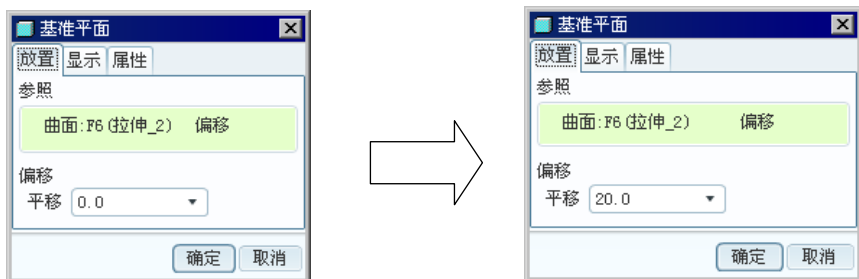 基准平面
放置 显示 属性
参照
曲面:F6(拉伸_2) 偏移
偏移
平移 0.0
确定 取消
基准平面
放置 显示 属性
参照
曲面:F6(拉伸_2) 偏移
偏移
平移 20.0
确定 取消